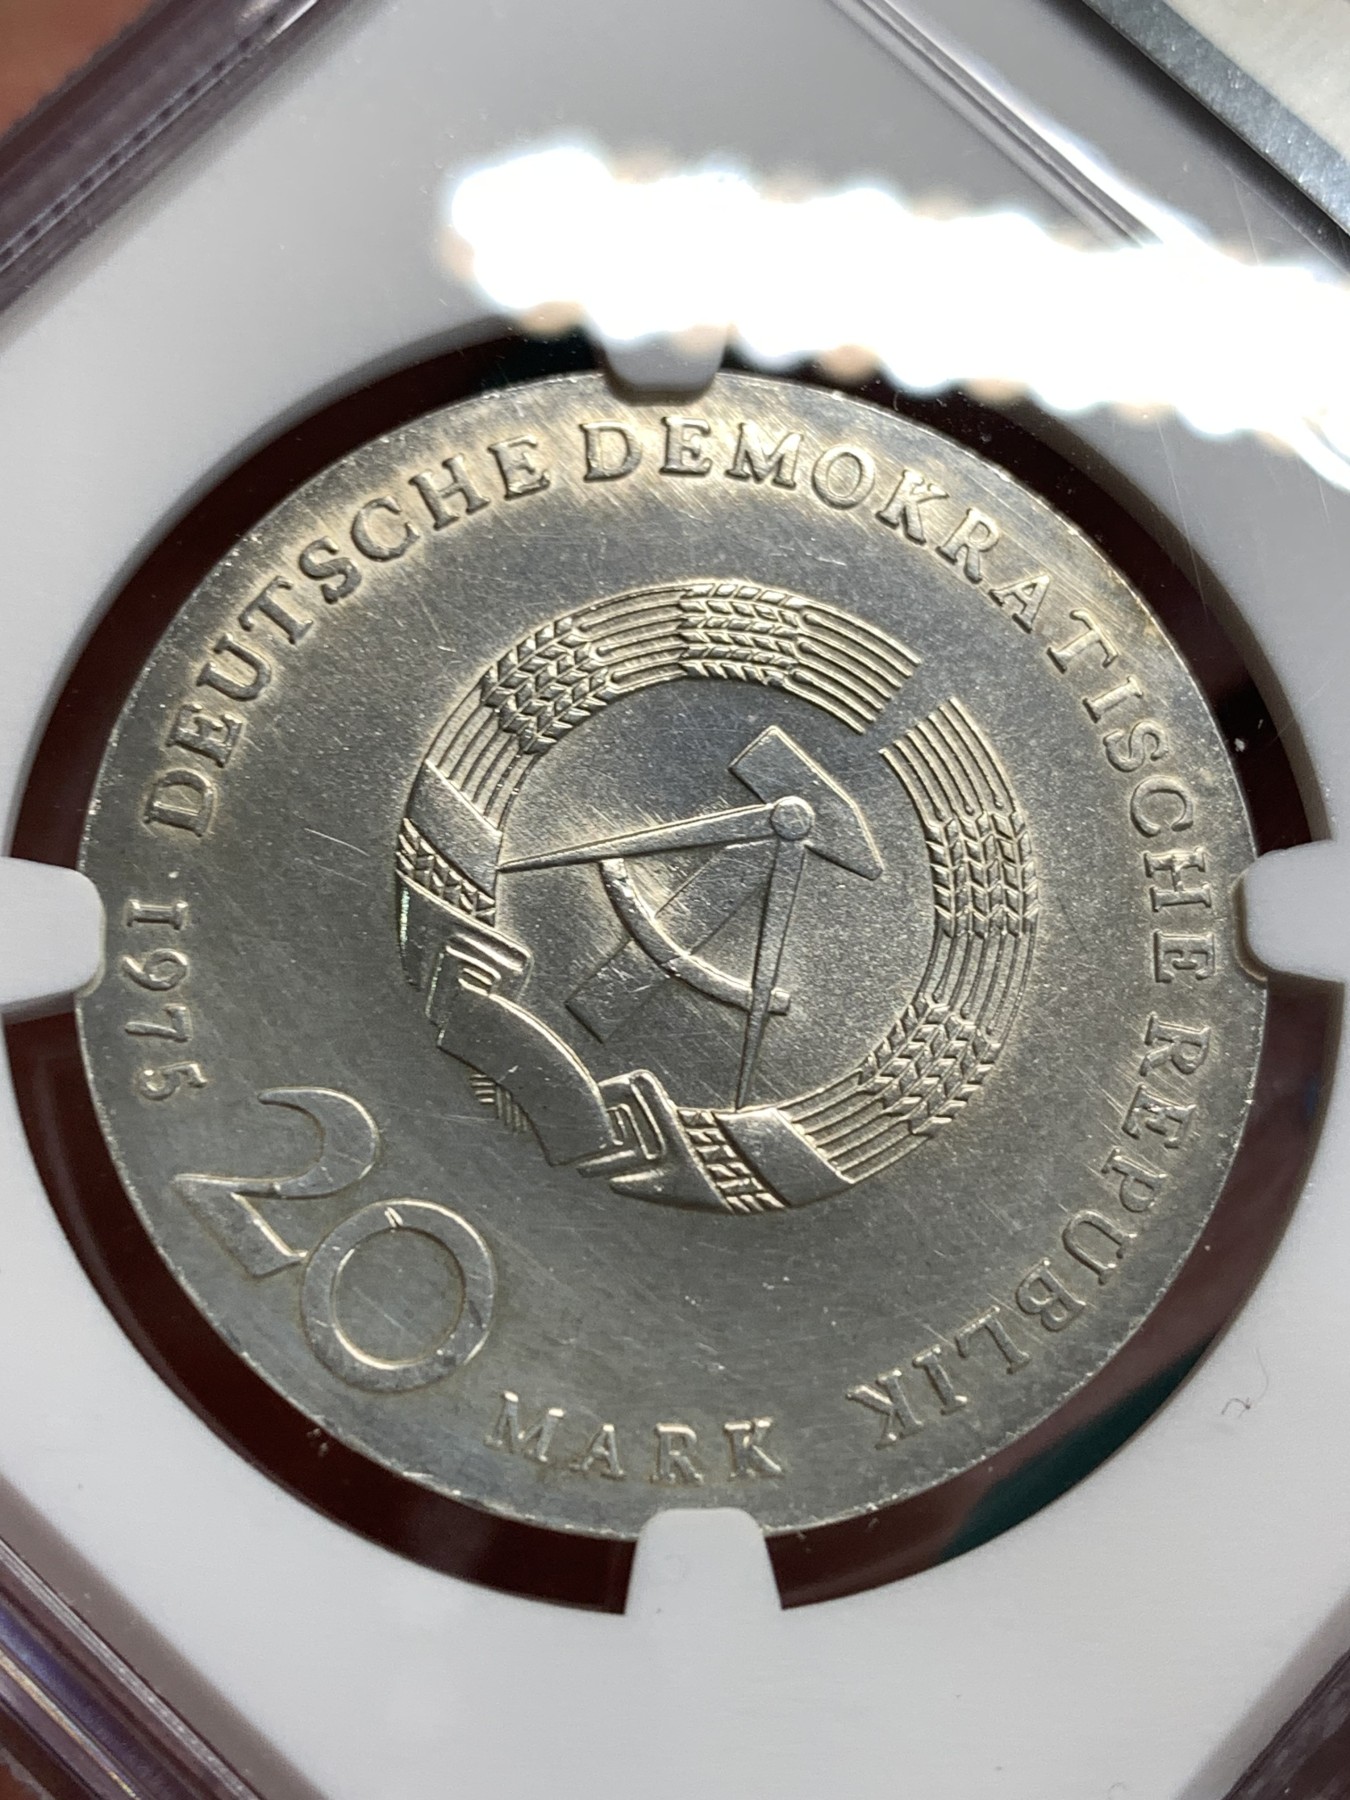 DEUTSCHE DEMOKRATISCHE REPUBLIK
1975
20
MARK